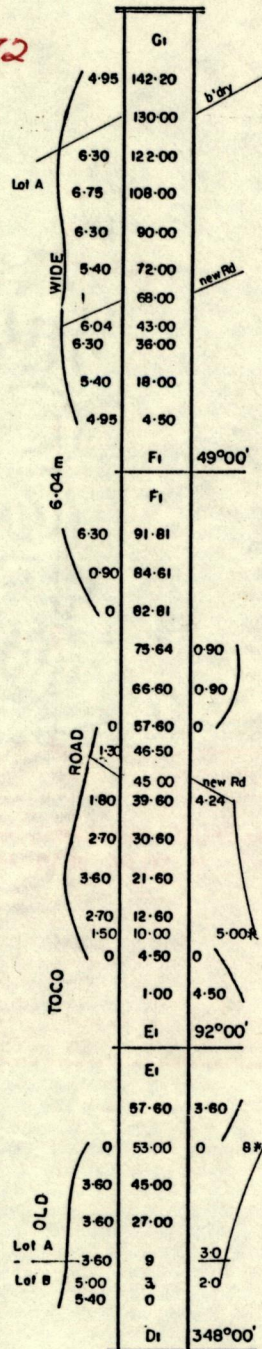 52
G1
4.95 142.20
b'dry
130.00
6.30 122.00
Lot A
6.75 108.00
6.30 90.00
WIDE
5.40 72.00
new Rd
1 68.00
6.04 43.00
6.30 36.00
5.40 18.00
4.95 4.50
F1 49°00'
6.04 m
F1
6.30 91.81
0.90 84.61
0 82.81
75.64 0.90
66.60 0.90
0 57.60 0
ROAD
1.30 46.50
45 00 new Rd
1.80 39.60 4.24
2.70 30.60
3.60 21.60
2.70 12.60
1.50 10.00 5.00*
0 4.50 0
TOCO
1.00 4.50
E1 92°00'
E1
57.60 3.60
0 53.00 0 8*
3.60 45.00
OLD
3.60 27.00
Lot A
3.60 9 3.0
Lot B 5.00 3 2.0
5.40 0
D1 348°00'